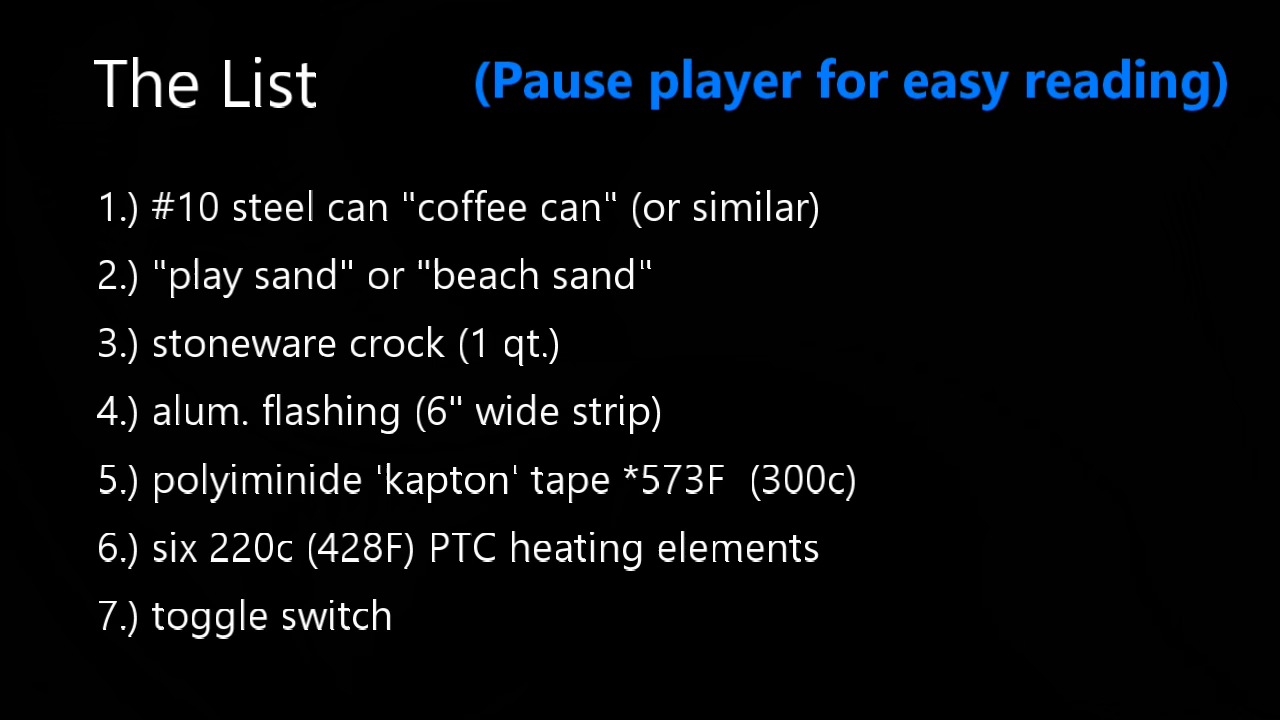 The List
(Pause player for easy reading)
1.) #10 steel can "coffee can" (or similar)
2.) "play sand" or "beach sand"
3.) stoneware crock (1 qt.)
4.) alum. flashing (6" wide strip)
5.) polyiminide 'kapton' tape *573F  (300c)
6.) six 220c (428F) PTC heating elements
7.) toggle switch